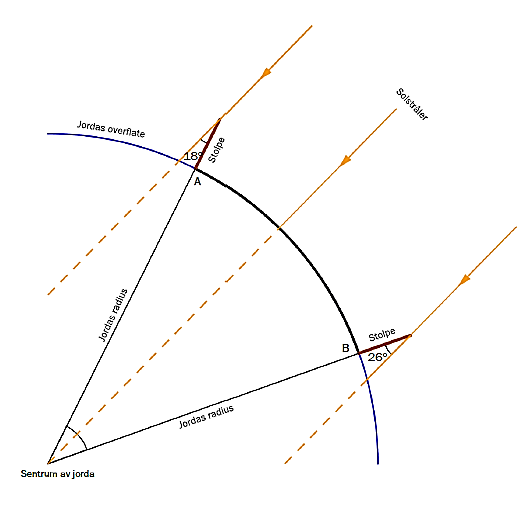 Solstråler
Jordas overflate
18°
Stolpe
A
Jordas radius
B
Stolpe
26°
Jordas radius
Sentrum av jorda